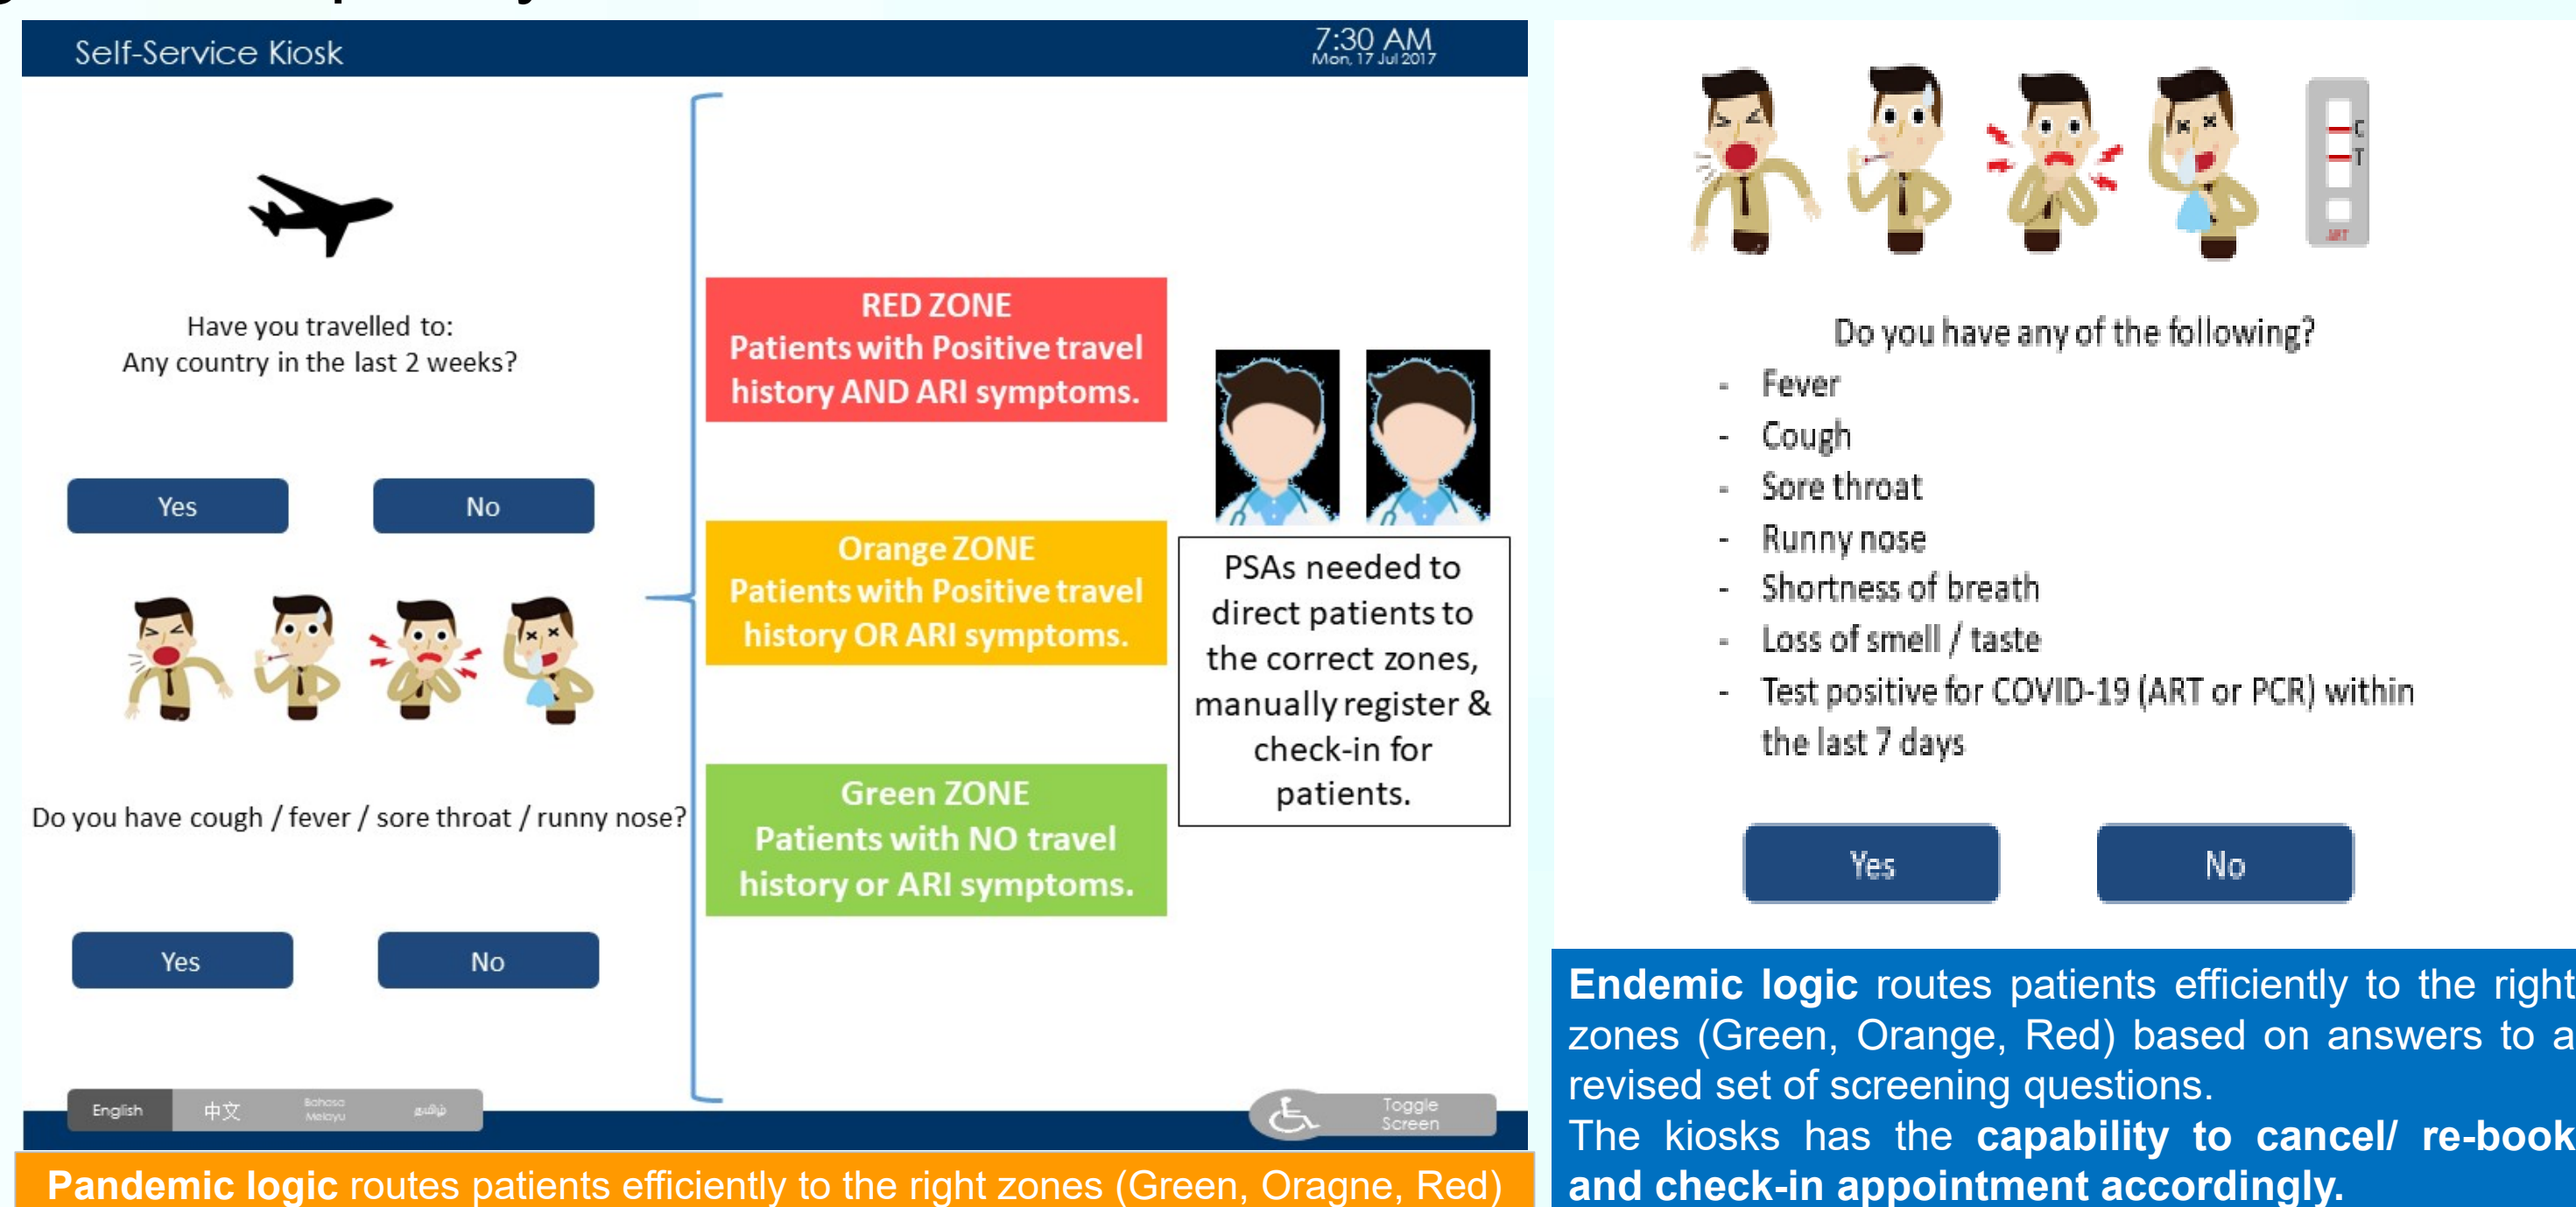 Self-Service Kiosk
7:30 AM
Mon, 17 Jul 2017
Have you travelled to:
Any country in the last 2 weeks?
Yes
No
Do you have cough / fever / sore throat / runny nose?
Yes
No
RED ZONE
Patients with Positive travel
history AND ARI symptoms.
Orange ZONE
Patients with Positive travel
history OR ARI symptoms.
Green ZONE
Patients with NO travel
history or ARI symptoms.
PSAs needed to
direct patients to
the correct zones,
manually register &
check-in for
patients.
English
中文
Bahasa
Melayu
தமிழ்
Toggle
Screen
Pandemic logic routes patients efficiently to the right zones (Green, Oragne, Red)
C
T
ART
Do you have any of the following?
- Fever
- Cough
- Sore throat
- Runny nose
- Shortness of breath
- Loss of smell / taste
- Test positive for COVID-19 (ART or PCR) within
the last 7 days
Yes
No
Endemic logic routes patients efficiently to the right
zones (Green, Orange, Red) based on answers to a
revised set of screening questions.
The kiosks has the capability to cancel/ re-book
and check-in appointment accordingly.